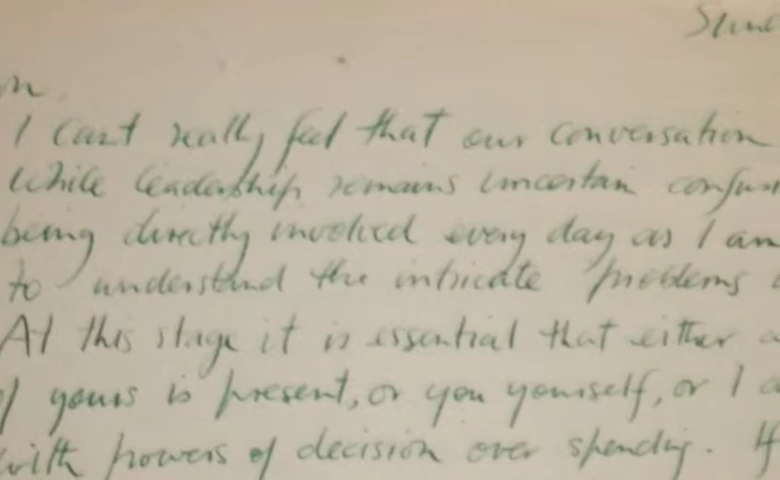 I can't really feel that our conversation
While leadership remains uncertain
being directly involved every day as I am
to understand the intricate problems
At this stage it is essential that either
of yours is present, or you yourself, or I
with powers of decision over spending. If